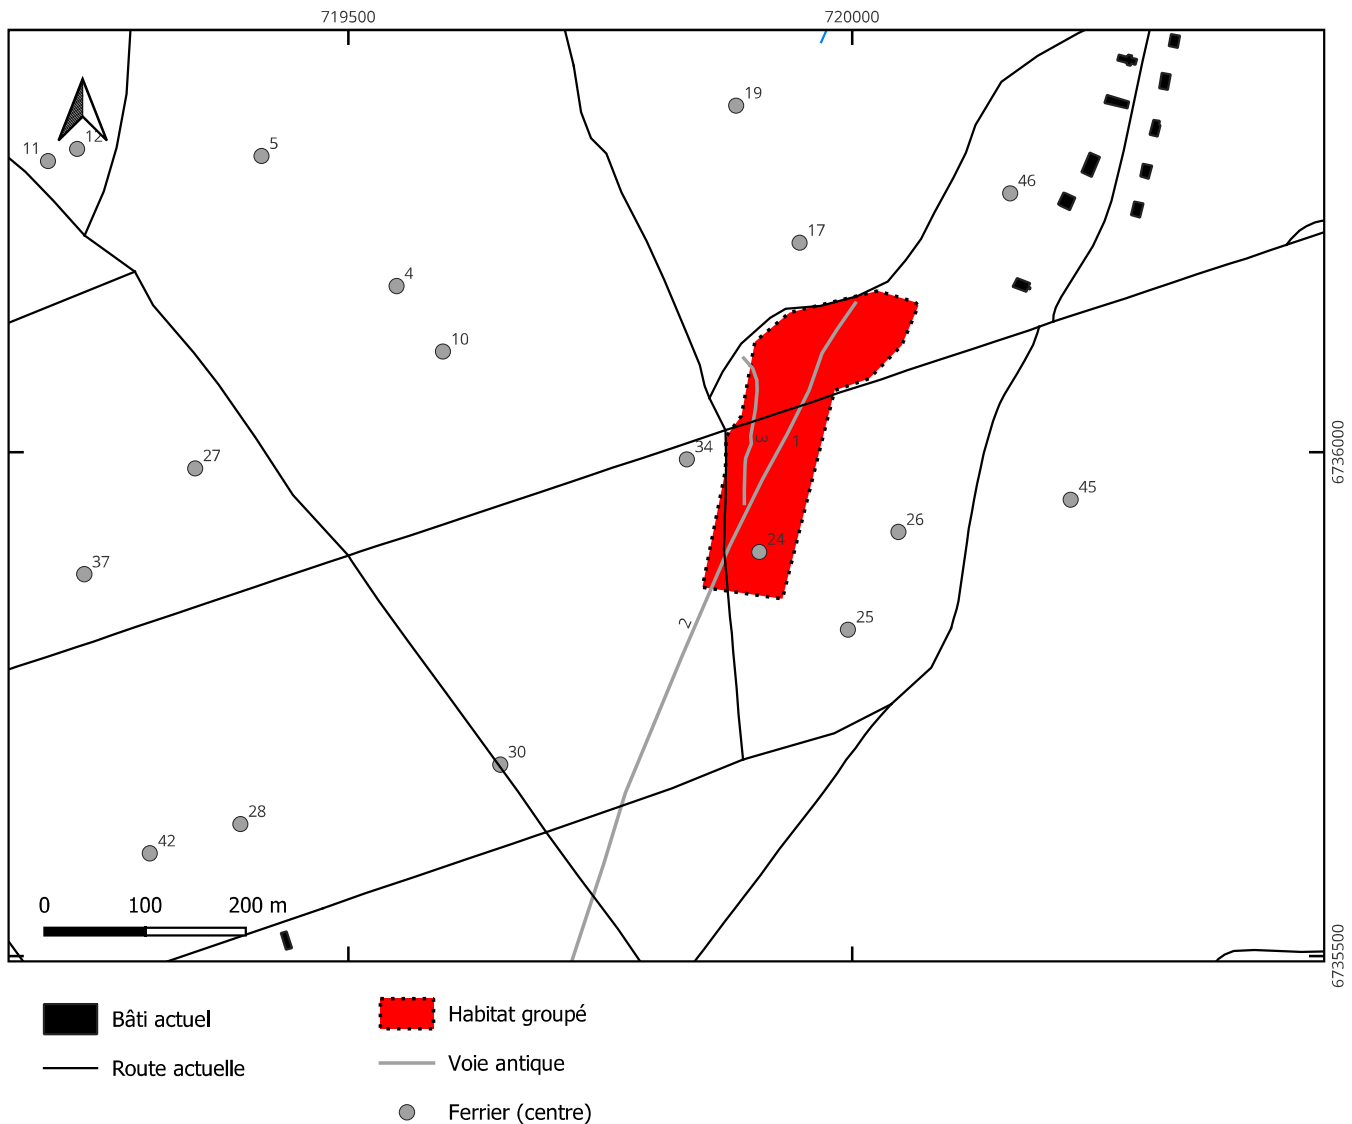 719500 720000
19
11 12 5
46
17
4
10
3 1
34
27
6736000
45
26
24
37
25
2
30
28
42
0 100 200 m
6735500
Bâti actuel
Habitat groupé
Route actuelle
Voie antique
Ferrier (centre)